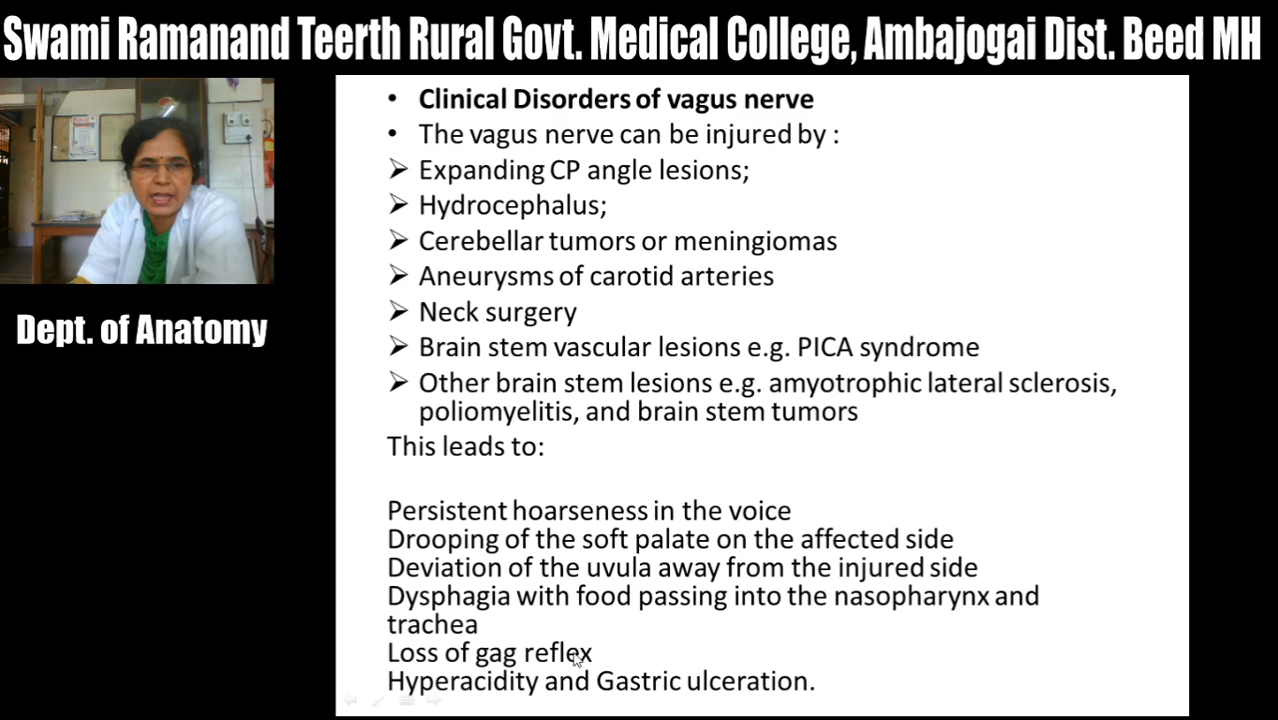 Swami Ramanand Teerth Rural Govt. Medical College, Ambajogai Dist. Beed MH
Dept. of Anatomy
• Clinical Disorders of vagus nerve
• The vagus nerve can be injured by :
➢ Expanding CP angle lesions;
➢ Hydrocephalus;
➢ Cerebellar tumors or meningiomas
➢ Aneurysms of carotid arteries
➢ Neck surgery
➢ Brain stem vascular lesions e.g. PICA syndrome
➢ Other brain stem lesions e.g. amyotrophic lateral sclerosis,
poliomyelitis, and brain stem tumors
This leads to:
Persistent hoarseness in the voice
Drooping of the soft palate on the affected side
Deviation of the uvula away from the injured side
Dysphagia with food passing into the nasopharynx and
trachea
Loss of gag reflex
Hyperacidity and Gastric ulceration.